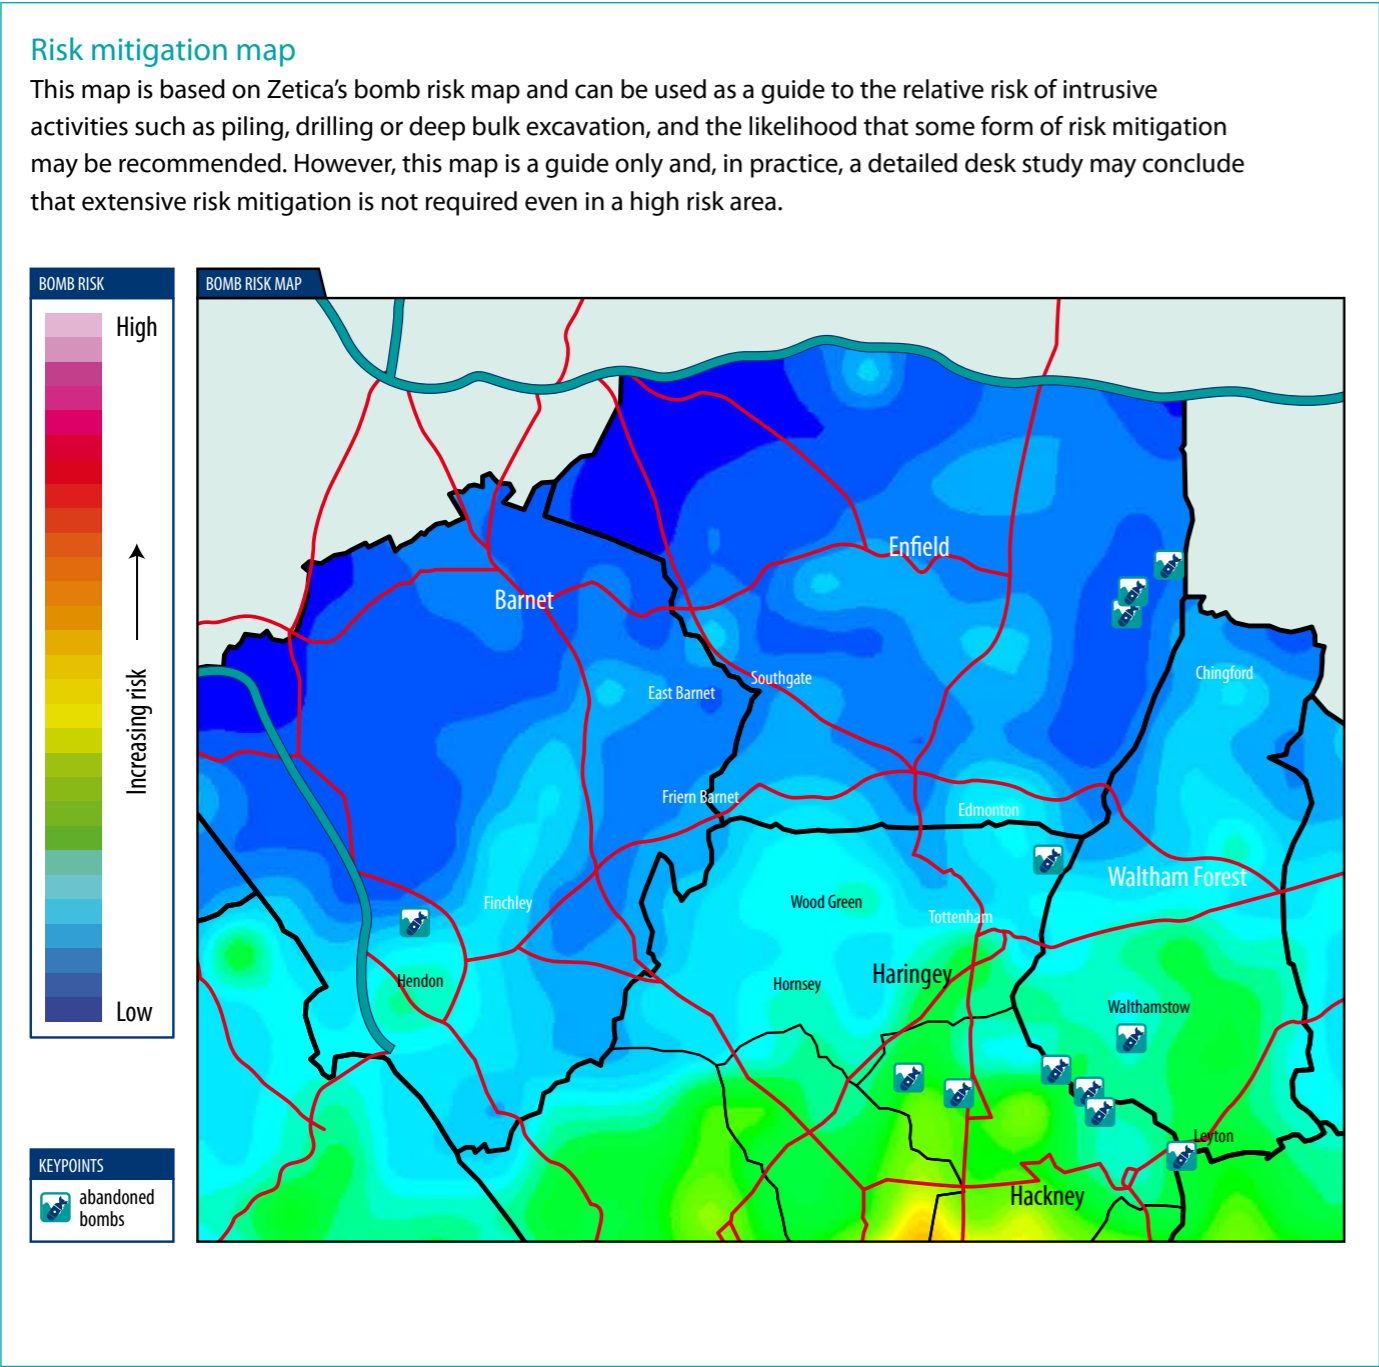 Risk mitigation map
This map is based on Zetica’s bomb risk map and can be used as a guide to the relative risk of intrusive
activities such as piling, drilling or deep bulk excavation, and the likelihood that some form of risk mitigation
may be recommended. However, this map is a guide only and, in practice, a detailed desk study may conclude
that extensive risk mitigation is not required even in a high risk area.
BOMB RISK
High
Increasing risk
Low
KEYPOINTS
abandoned
bombs
BOMB RISK MAP
Enfield
Barnet
Southgate
East Barnet
Chingford
Friern Barnet
Edmonton
Waltham Forest
Finchley
Wood Green
Tottenham
Hendon
Hornsey
Haringey
Walthamstow
Leyton
Hackney